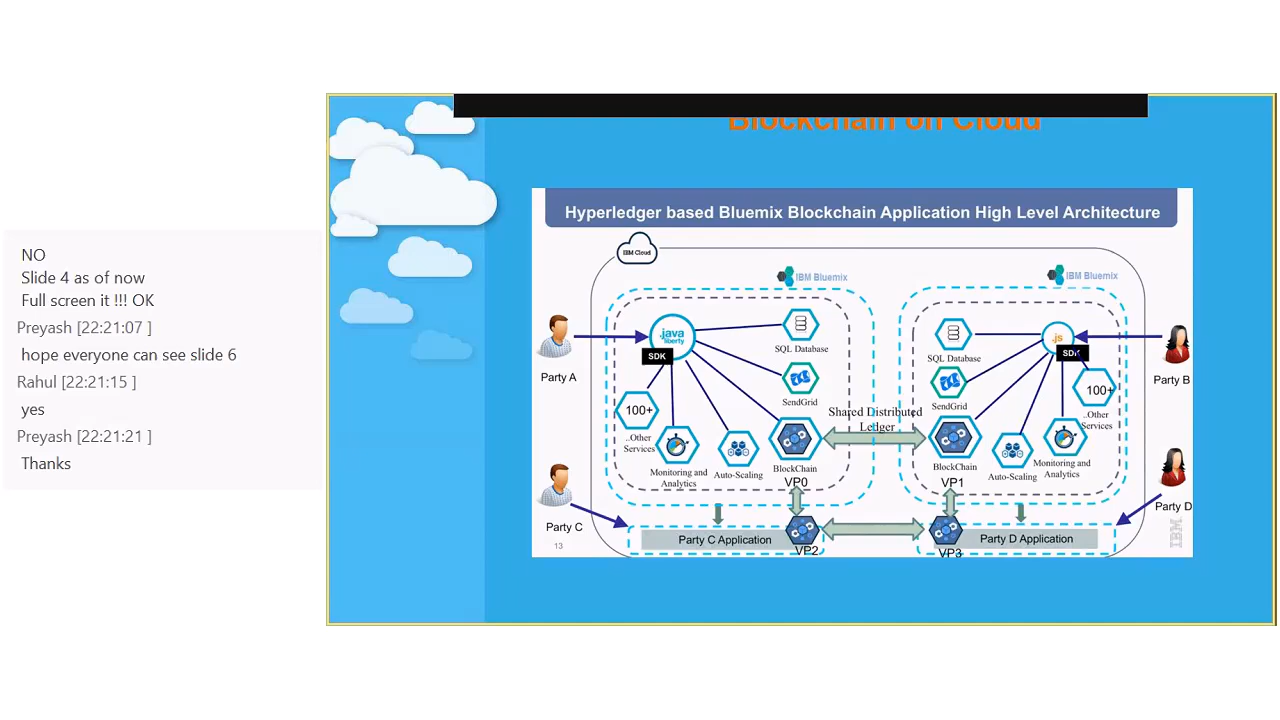 NO
Slide 4 as of now
Full screen it !!! OK
Preyash [22:21:07 ]
hope everyone can see slide 6
Rahul [22:21:15 ]
yes
Preyash [22:21:21 ]
Thanks
Blockchain on Cloud
Hyperledger based Bluemix Blockchain Application High Level Architecture
IBM Cloud
IBM Bluemix
IBM Bluemix
Party A
java
liberty
SDK
SQL Database
SendGrid
100+
..Other
Services
Monitoring and
Analytics
Auto-Scaling
BlockChain
VP0
Shared Distributed
Ledger
SQL Database
SendGrid
BlockChain
VP1
Auto-Scaling
Monitoring and
Analytics
.js
SDK
100+
..Other
Services
Party B
Party C
Party C Application
VP2
VP3
Party D Application
Party D
13
IBM